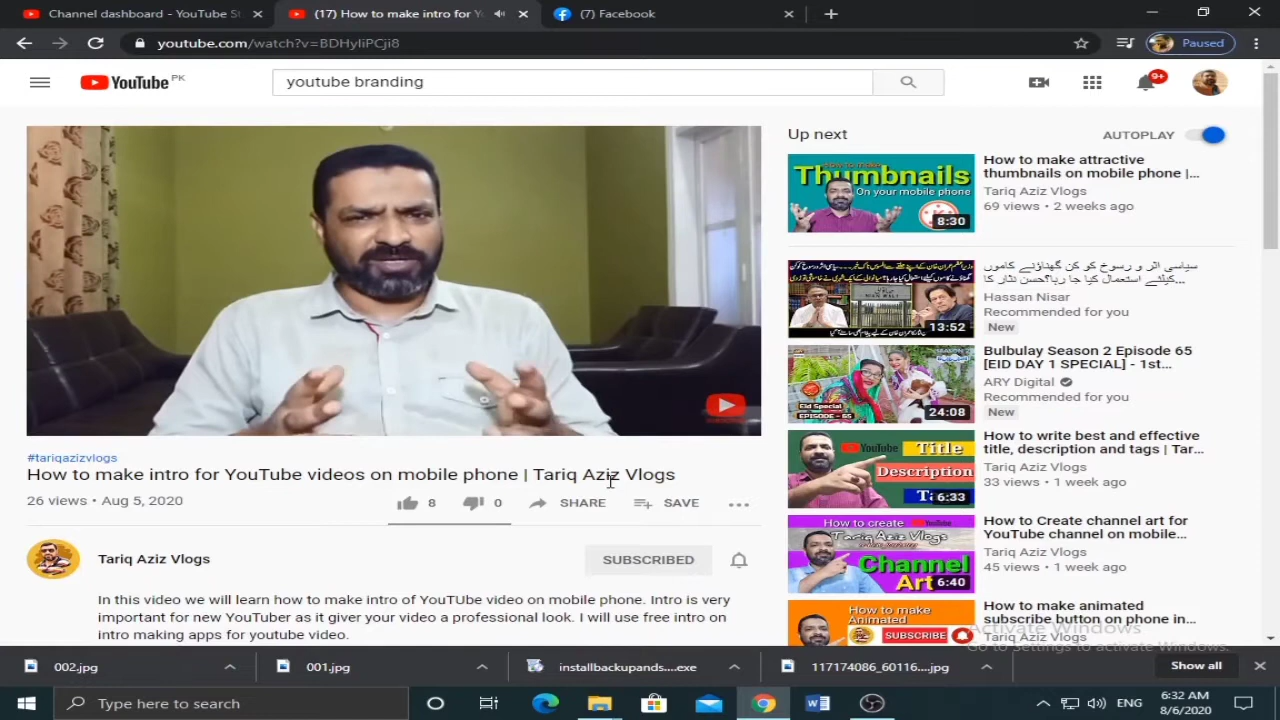 Channel dashboard - YouTube St
(17) How to make intro for Y
(7) Facebook
youtube.com/watch?v=BDHyliPCji8
Paused
YouTube PK
youtube branding
9+
Up next
AUTOPLAY
How to make
Thumbnails
On your mobile phone
8:30
How to make attractive
thumbnails on mobile phone |...
Tariq Aziz Vlogs
69 views • 2 weeks ago
13:52
سیاسی اثر و رسوخ کو کن گھناؤنے کاموں
کیلئے استعمال کیا جا رہا؟حسن نثار کا...
Hassan Nisar
Recommended for you
New
Eid Special
EPISODE - 65
24:08
Bulbulay Season 2 Episode 65
[EID DAY 1 SPECIAL] - 1st...
ARY Digital
Recommended for you
New
YouTube Title
Description
6:33
How to write best and effective
title, description and tags | Tar...
Tariq Aziz Vlogs
33 views • 1 week ago
How to create YouTube
Tariq Aziz Vlogs
Channel
Art
6:40
How to Create channel art for
YouTube channel on mobile...
Tariq Aziz Vlogs
45 views • 1 week ago
How to make
Animated
SUBSCRIBE
How to make animated
subscribe button on phone in...
Tariq Aziz Vlogs
#tariqazizvlogs
How to make intro for YouTube videos on mobile phone | Tariq Aziz Vlogs
26 views • Aug 5, 2020
8
0
SHARE
SAVE
Tariq Aziz Vlogs
SUBSCRIBED
In this video we will learn how to make intro of YouTUbe video on mobile phone. Intro is very
important for new YouTuber as it giver your video a professional look. I will use free intro on
intro making apps for youtube video.
Activate Windows
Go to Settings to activate Windows.
002.jpg
001.jpg
installbackupands....exe
117174086_60116....jpg
Show all
Type here to search
ENG
6:32 AM
8/6/2020